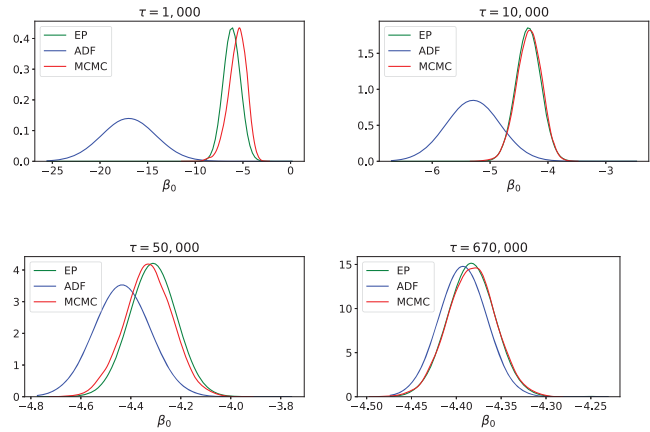 τ = 1,000
EP
ADF
MCMC
0.4
0.3
0.2
0.1
0.0
−25 −20 −15 −10 −5 0
β₀
τ = 10,000
EP
ADF
MCMC
1.5
1.0
0.5
0.0
−6 −5 −4 −3
β₀
τ = 50,000
EP
ADF
MCMC
4
3
2
1
0
−4.8 −4.6 −4.4 −4.2 −4.0 −3.8
β₀
τ = 670,000
EP
ADF
MCMC
15
10
5
0
−4.50 −4.45 −4.40 −4.35 −4.30 −4.25
β₀